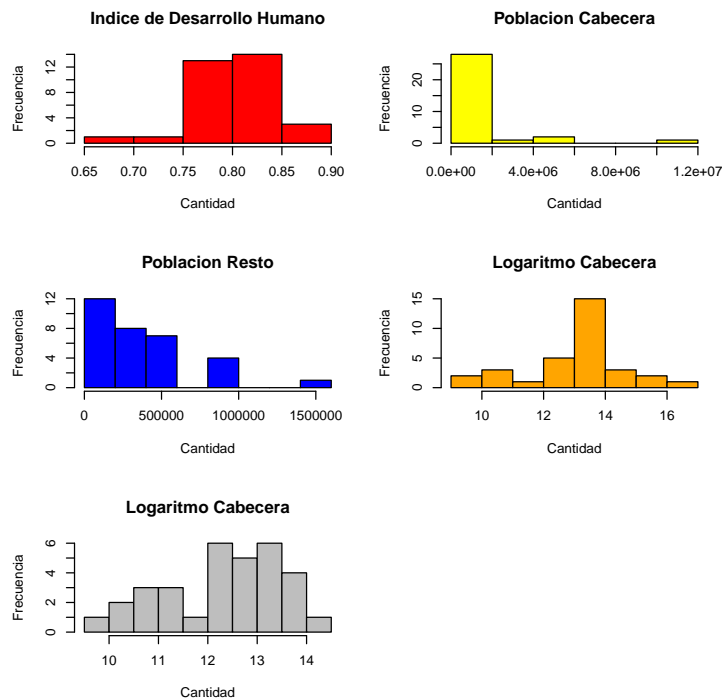 Indice de Desarrollo Humano
Frecuencia
0 4 8 12
0.65 0.70 0.75 0.80 0.85 0.90
Cantidad
Poblacion Cabecera
Frecuencia
0 10 20
0.0e+00 4.0e+06 8.0e+06 1.2e+07
Cantidad
Poblacion Resto
Frecuencia
0 4 8 12
0 500000 1000000 1500000
Cantidad
Logaritmo Cabecera
Frecuencia
0 5 10 15
10 12 14 16
Cantidad
Logaritmo Cabecera
Frecuencia
0 2 4 6
10 11 12 13 14
Cantidad